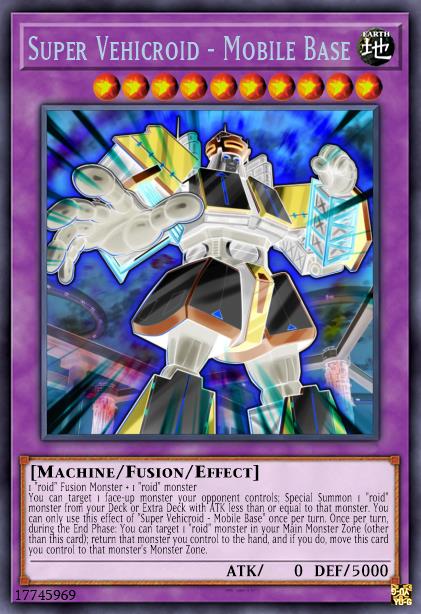 SUPER VEHICROID - MOBILE BASE
EARTH
地
[MACHINE/FUSION/EFFECT]
1 "roid" Fusion Monster + 1 "roid" monster
You can target 1 face-up monster your opponent controls; Special Summon 1 "roid"
monster from your Deck or Extra Deck with ATK less than or equal to that monster. You
can only use this effect of "Super Vehicroid - Mobile Base" once per turn. Once per turn,
during the End Phase: You can target 1 "roid" monster in your Main Monster Zone (other
than this card); return that monster you control to the hand, and if you do, move this card
you control to that monster's Monster Zone.
ATK/ 0 DEF/5000
17745969